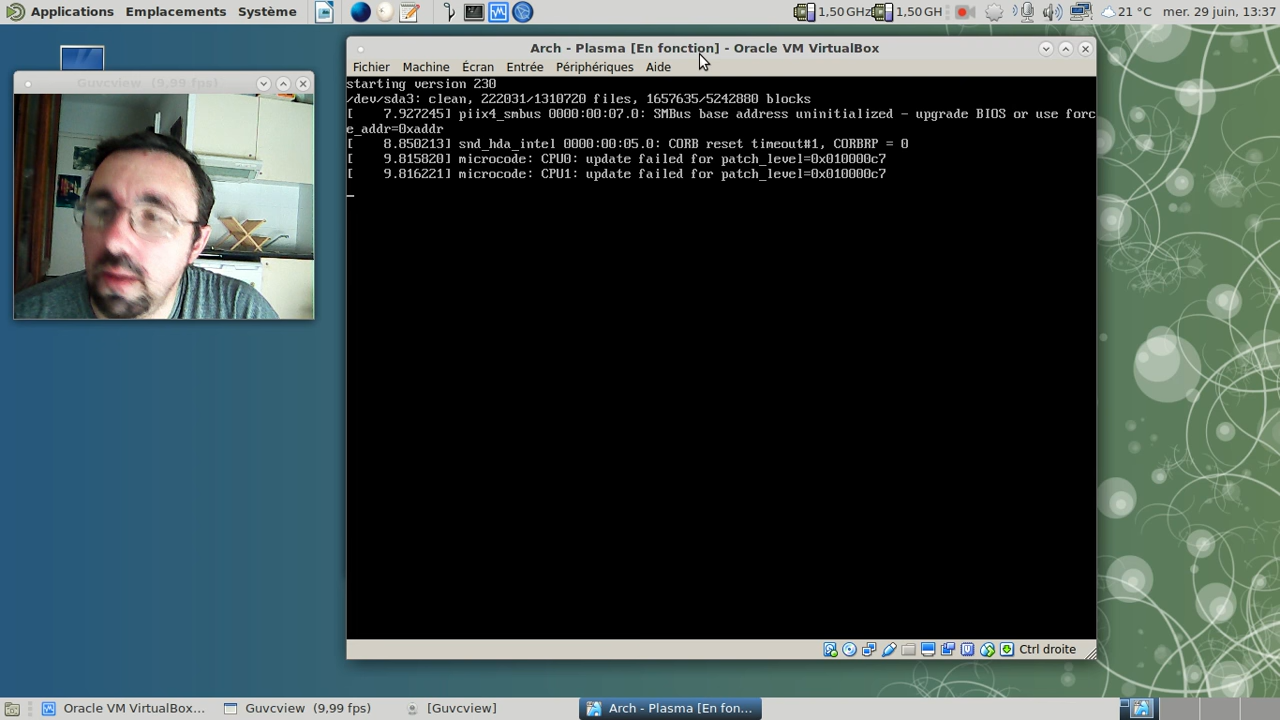 Applications Emplacements Système 1,50 GHz 1,50 GH 21 °C mer. 29 juin, 13:37
Arch - Plasma [En fonction] - Oracle VM VirtualBox
Guvcview (9,99 fps)
Fichier Machine Écran Entrée Périphériques Aide
starting version 230
/dev/sda3: clean, 222031/1310720 files, 1657635/5242880 blocks
[    7.927245] piix4_smbus 0000:00:07.0: SMBus base address uninitialized - upgrade BIOS or use forc
e_addr=0xaddr
[    8.850213] snd_hda_intel 0000:00:05.0: CORB reset timeout#1, CORBRP = 0
[    9.815820] microcode: CPU0: update failed for patch_level=0x010000c7
[    9.816221] microcode: CPU1: update failed for patch_level=0x010000c7
Ctrl droite
Oracle VM VirtualBox... Guvcview (9,99 fps) [Guvcview] Arch - Plasma [En fon...